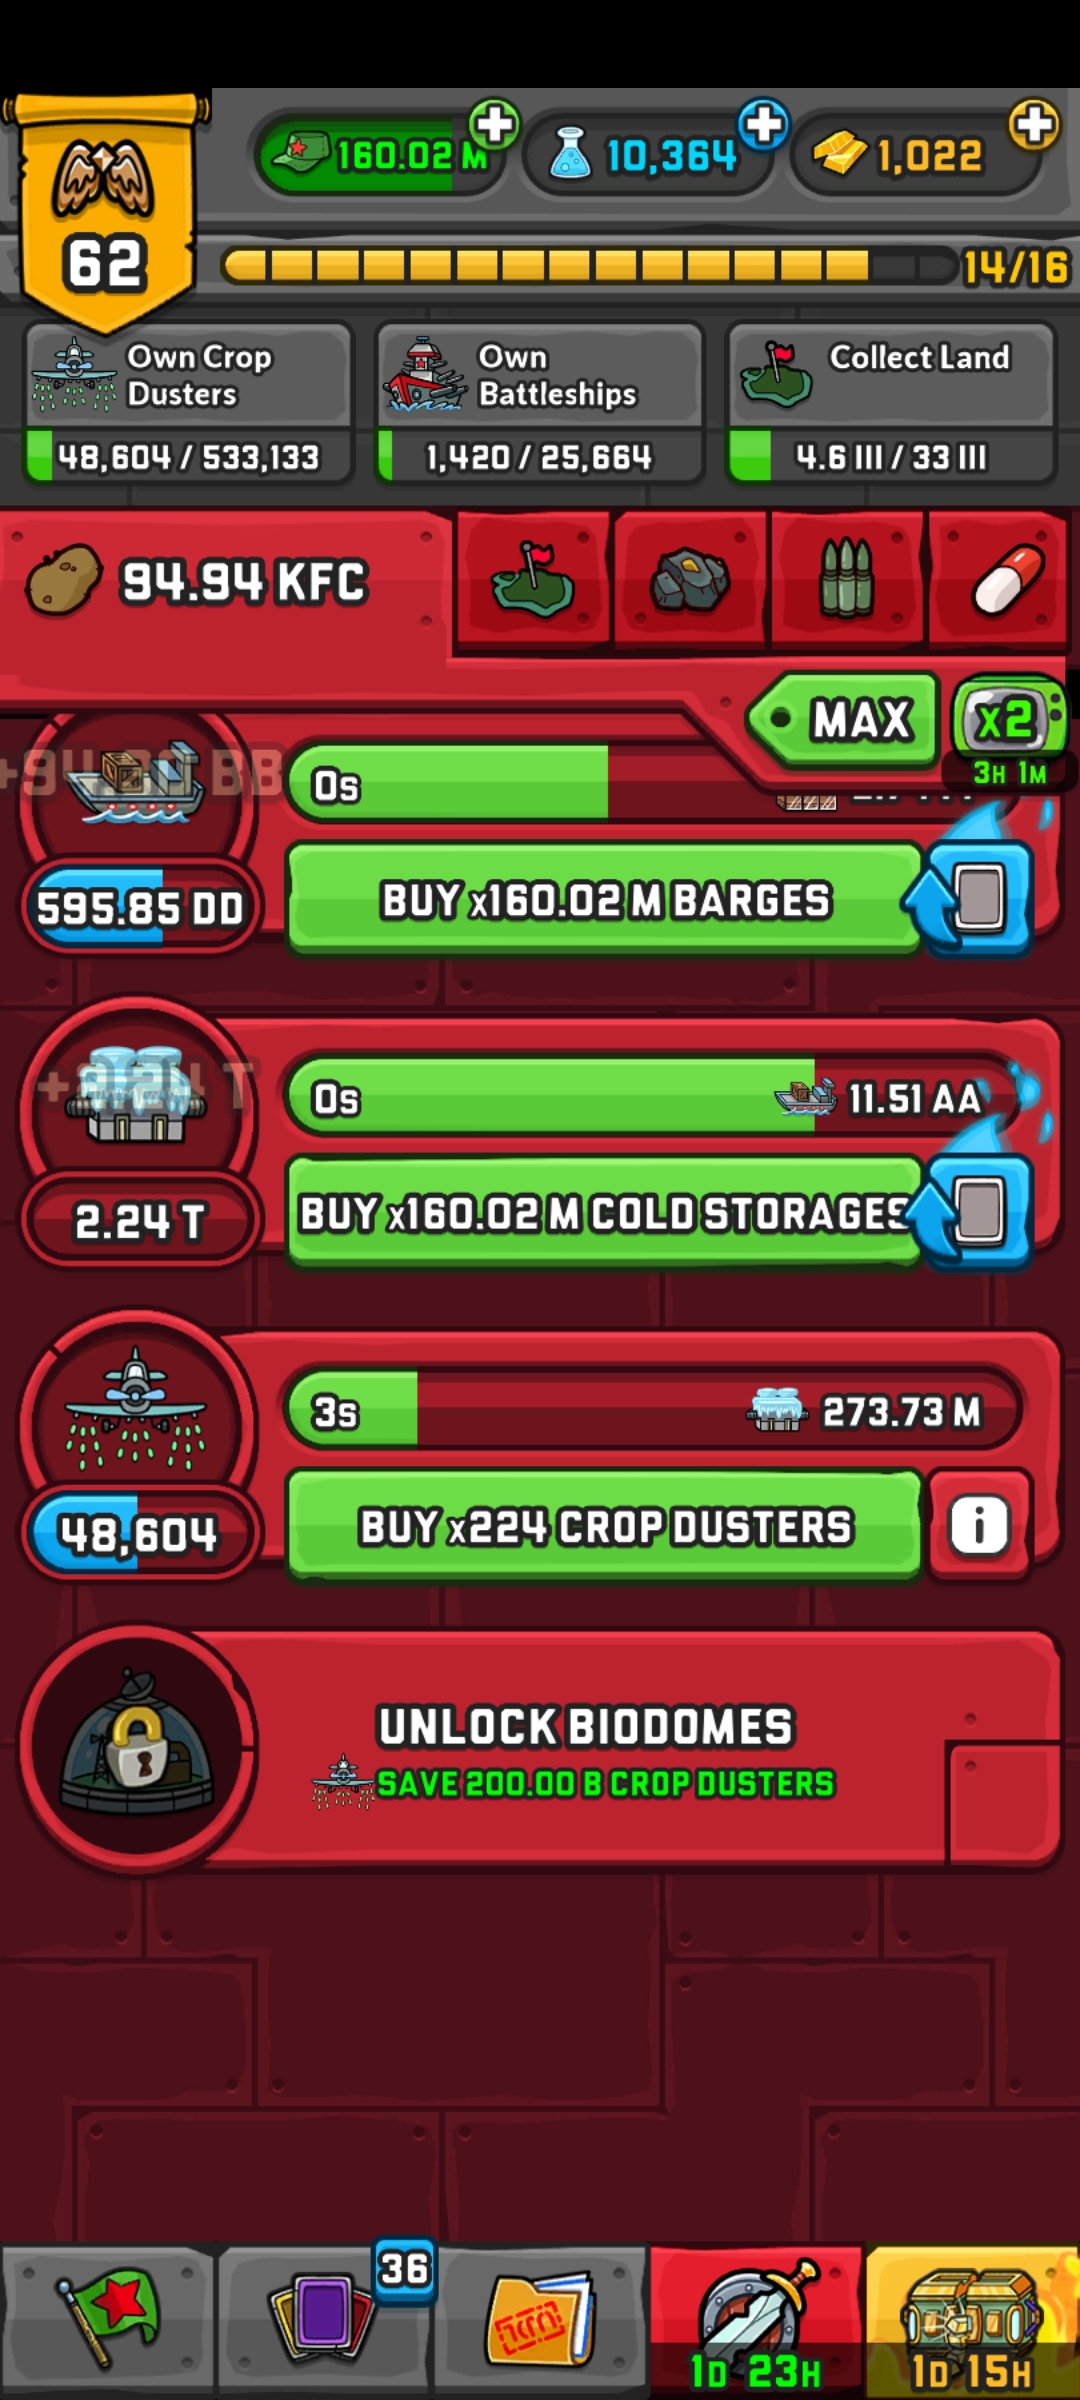 160.02 M
10,364
1,022
62
14/16
Own Crop
Dusters
48,604 / 533,133
Own
Battleships
1,420 / 25,664
Collect Land
4.6 III / 33 III
94.94 KFC
MAX
x2
3H 1M
0s
595.85 DD
BUY x160.02 M BARGES
0s
11.51 AA
2.24 T
BUY x160.02 M COLD STORAGES
3s
273.73 M
48,604
BUY x224 CROP DUSTERS
i
UNLOCK BIODOMES
SAVE 200.00 B CROP DUSTERS
36
1D 23H
1D 15H